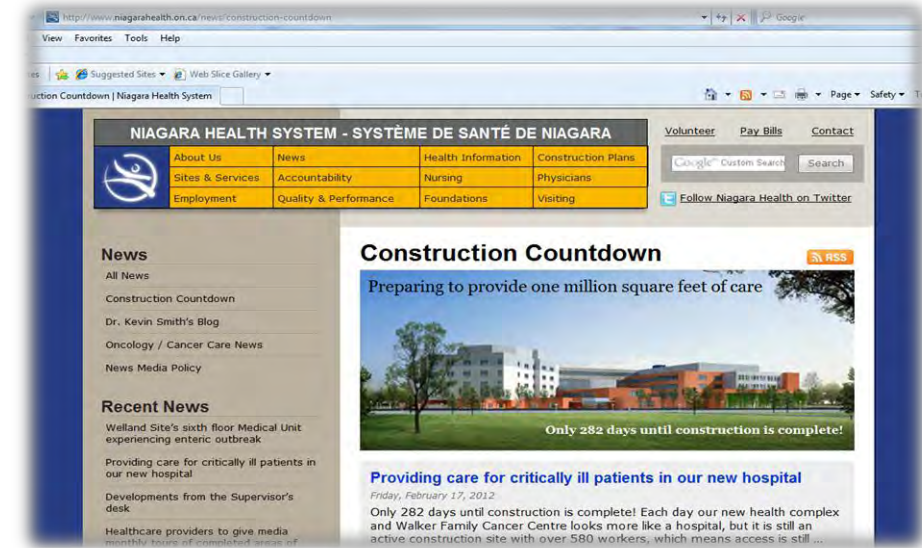 http://www.niagarahealth.on.ca/news/construction-countdown
Google
View Favorites Tools Help
Suggested Sites Web Slice Gallery
Countdown | Niagara Health System
Page Safety
NIAGARA HEALTH SYSTEM - SYSTÈME DE SANTÉ DE NIAGARA
Volunteer Pay Bills Contact
About Us News Health Information Construction Plans
Google™ Custom Search Search
Sites & Services Accountability Nursing Physicians
Employment Quality & Performance Foundations Visiting
Follow Niagara Health on Twitter
News
All News
Construction Countdown
Dr. Kevin Smith's Blog
Oncology / Cancer Care News
News Media Policy
Recent News
Welland Site's sixth floor Medical Unit
experiencing enteric outbreak
Providing care for critically ill patients in
our new hospital
Developments from the Supervisor's
desk
Healthcare providers to give media
monthly tours of completed areas of
Construction Countdown
RSS
Preparing to provide one million square feet of care
Only 282 days until construction is complete!
Providing care for critically ill patients in our new hospital
Friday, February 17, 2012
Only 282 days until construction is complete! Each day our new health complex
and Walker Family Cancer Centre looks more like a hospital, but it is still an
active construction site with over 580 workers, which means access is still ...